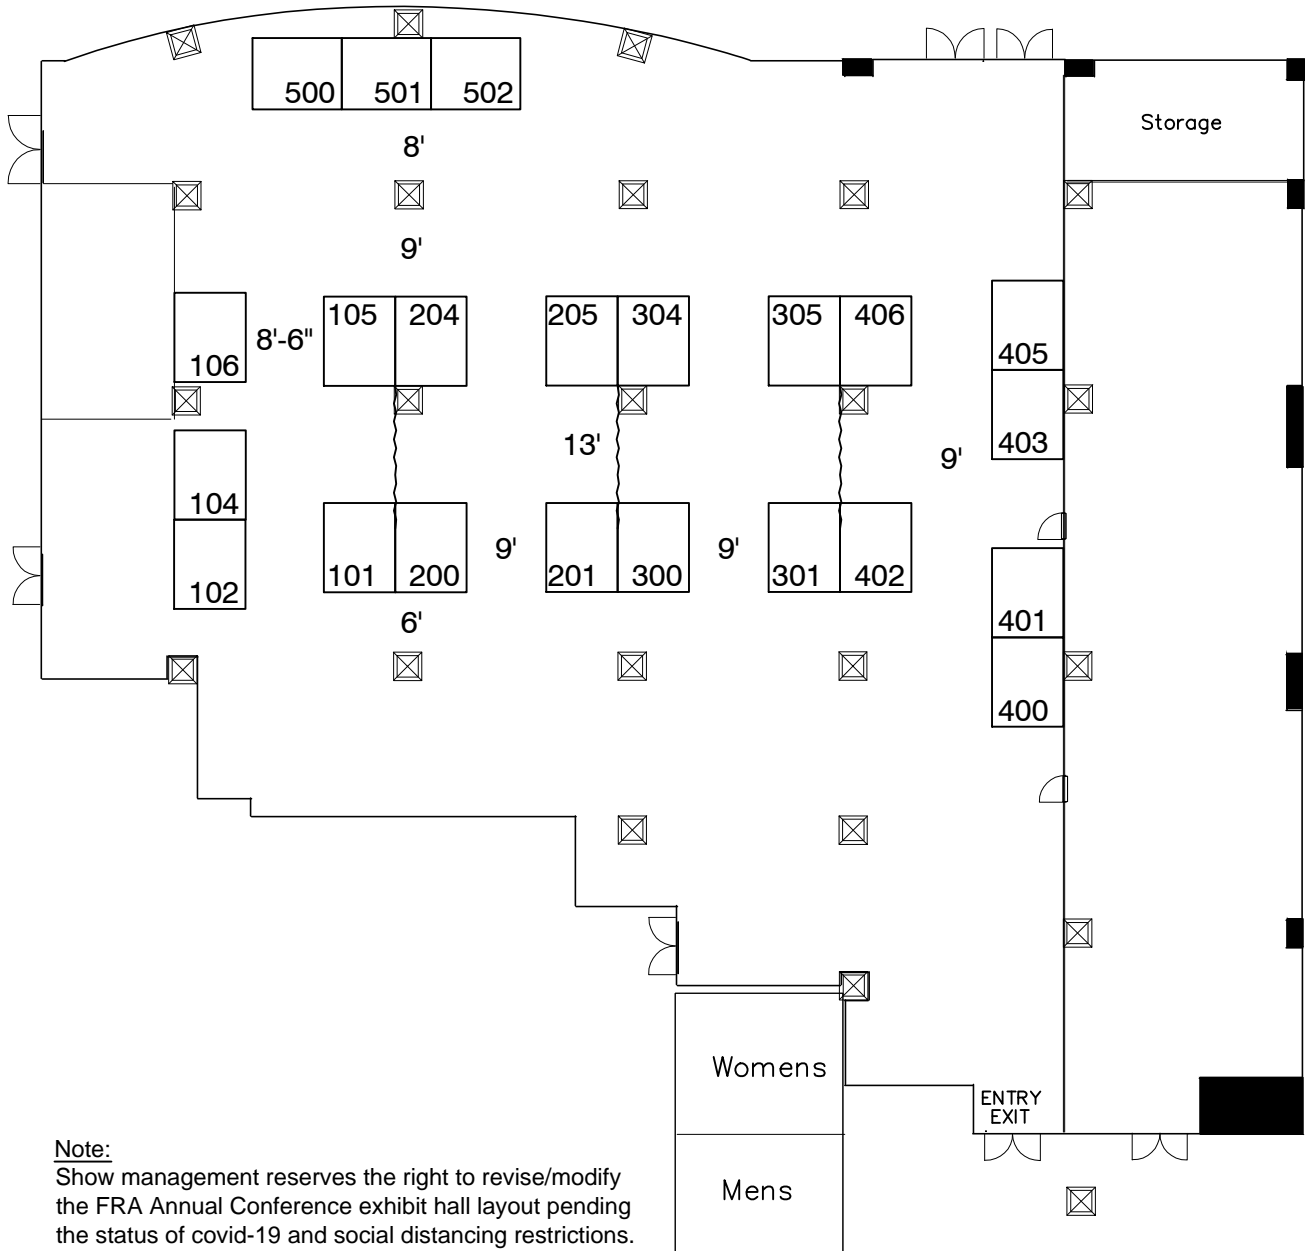 500 501 502
8'
Storage
9'
105 204 205 304 305 406
8'-6"
106
405
13'
403
9'
104
9' 9'
101 200 201 300 301 402
102
401
6'
400
Womens
ENTRY
EXIT
Mens
Note:
Show management reserves the right to revise/modify
the FRA Annual Conference exhibit hall layout pending
the status of covid-19 and social distancing restrictions.